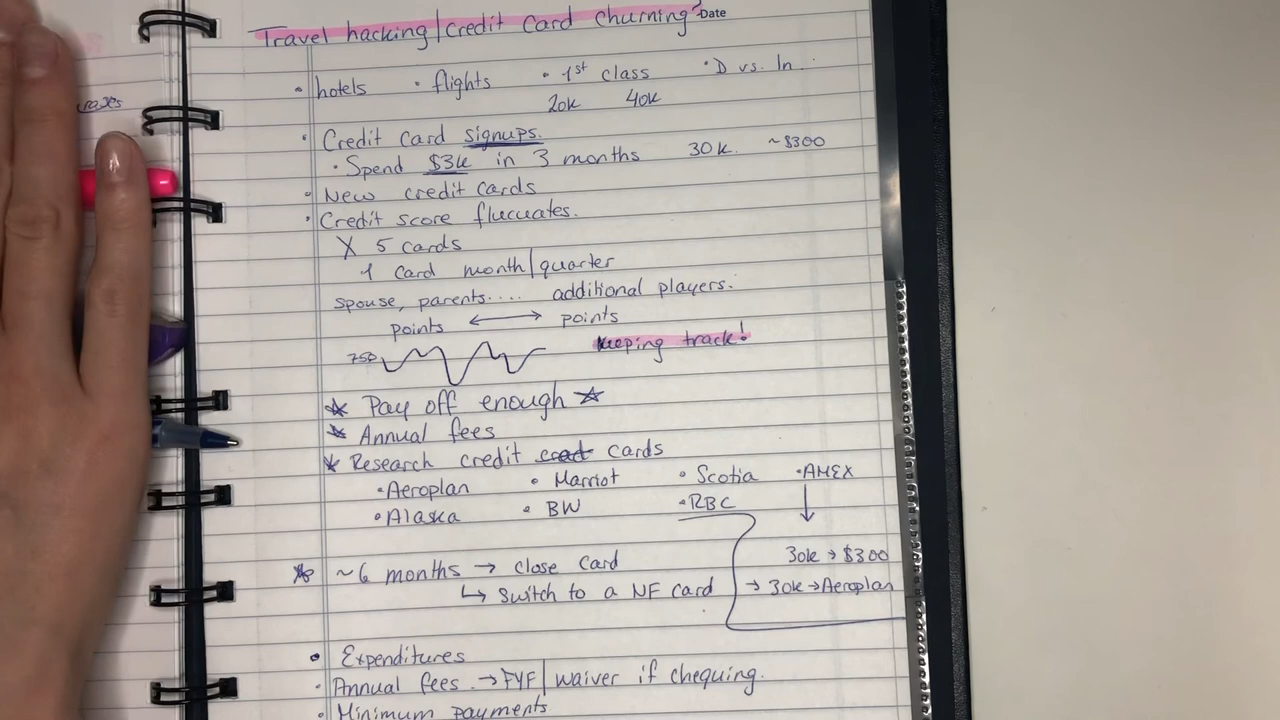 Travel hacking/Credit Card Churning? Date
• hotels • flights • 1st class • D vs. In
20k 40k
• Credit Card signups.
• Spend $3k in 3 months 30k. ~$300
• New credit cards
• Credit score flucuates.
X 5 cards
1 card month/quarter
spouse, parents.... additional players.
points ↔ points
750 keeping track!
☆ Pay off enough ☆
☆ Annual fees
☆ Research credit cards
• Aeroplan • Marriot • Scotia • AMEX
• Alaska • BW • RBC
30k → $300
☆ ~6 months → close card
↳ switch to a NF card → 30k → Aeroplan
• Expenditures
• Annual fees. → FYF/waiver if chequing.
• Minimum payments